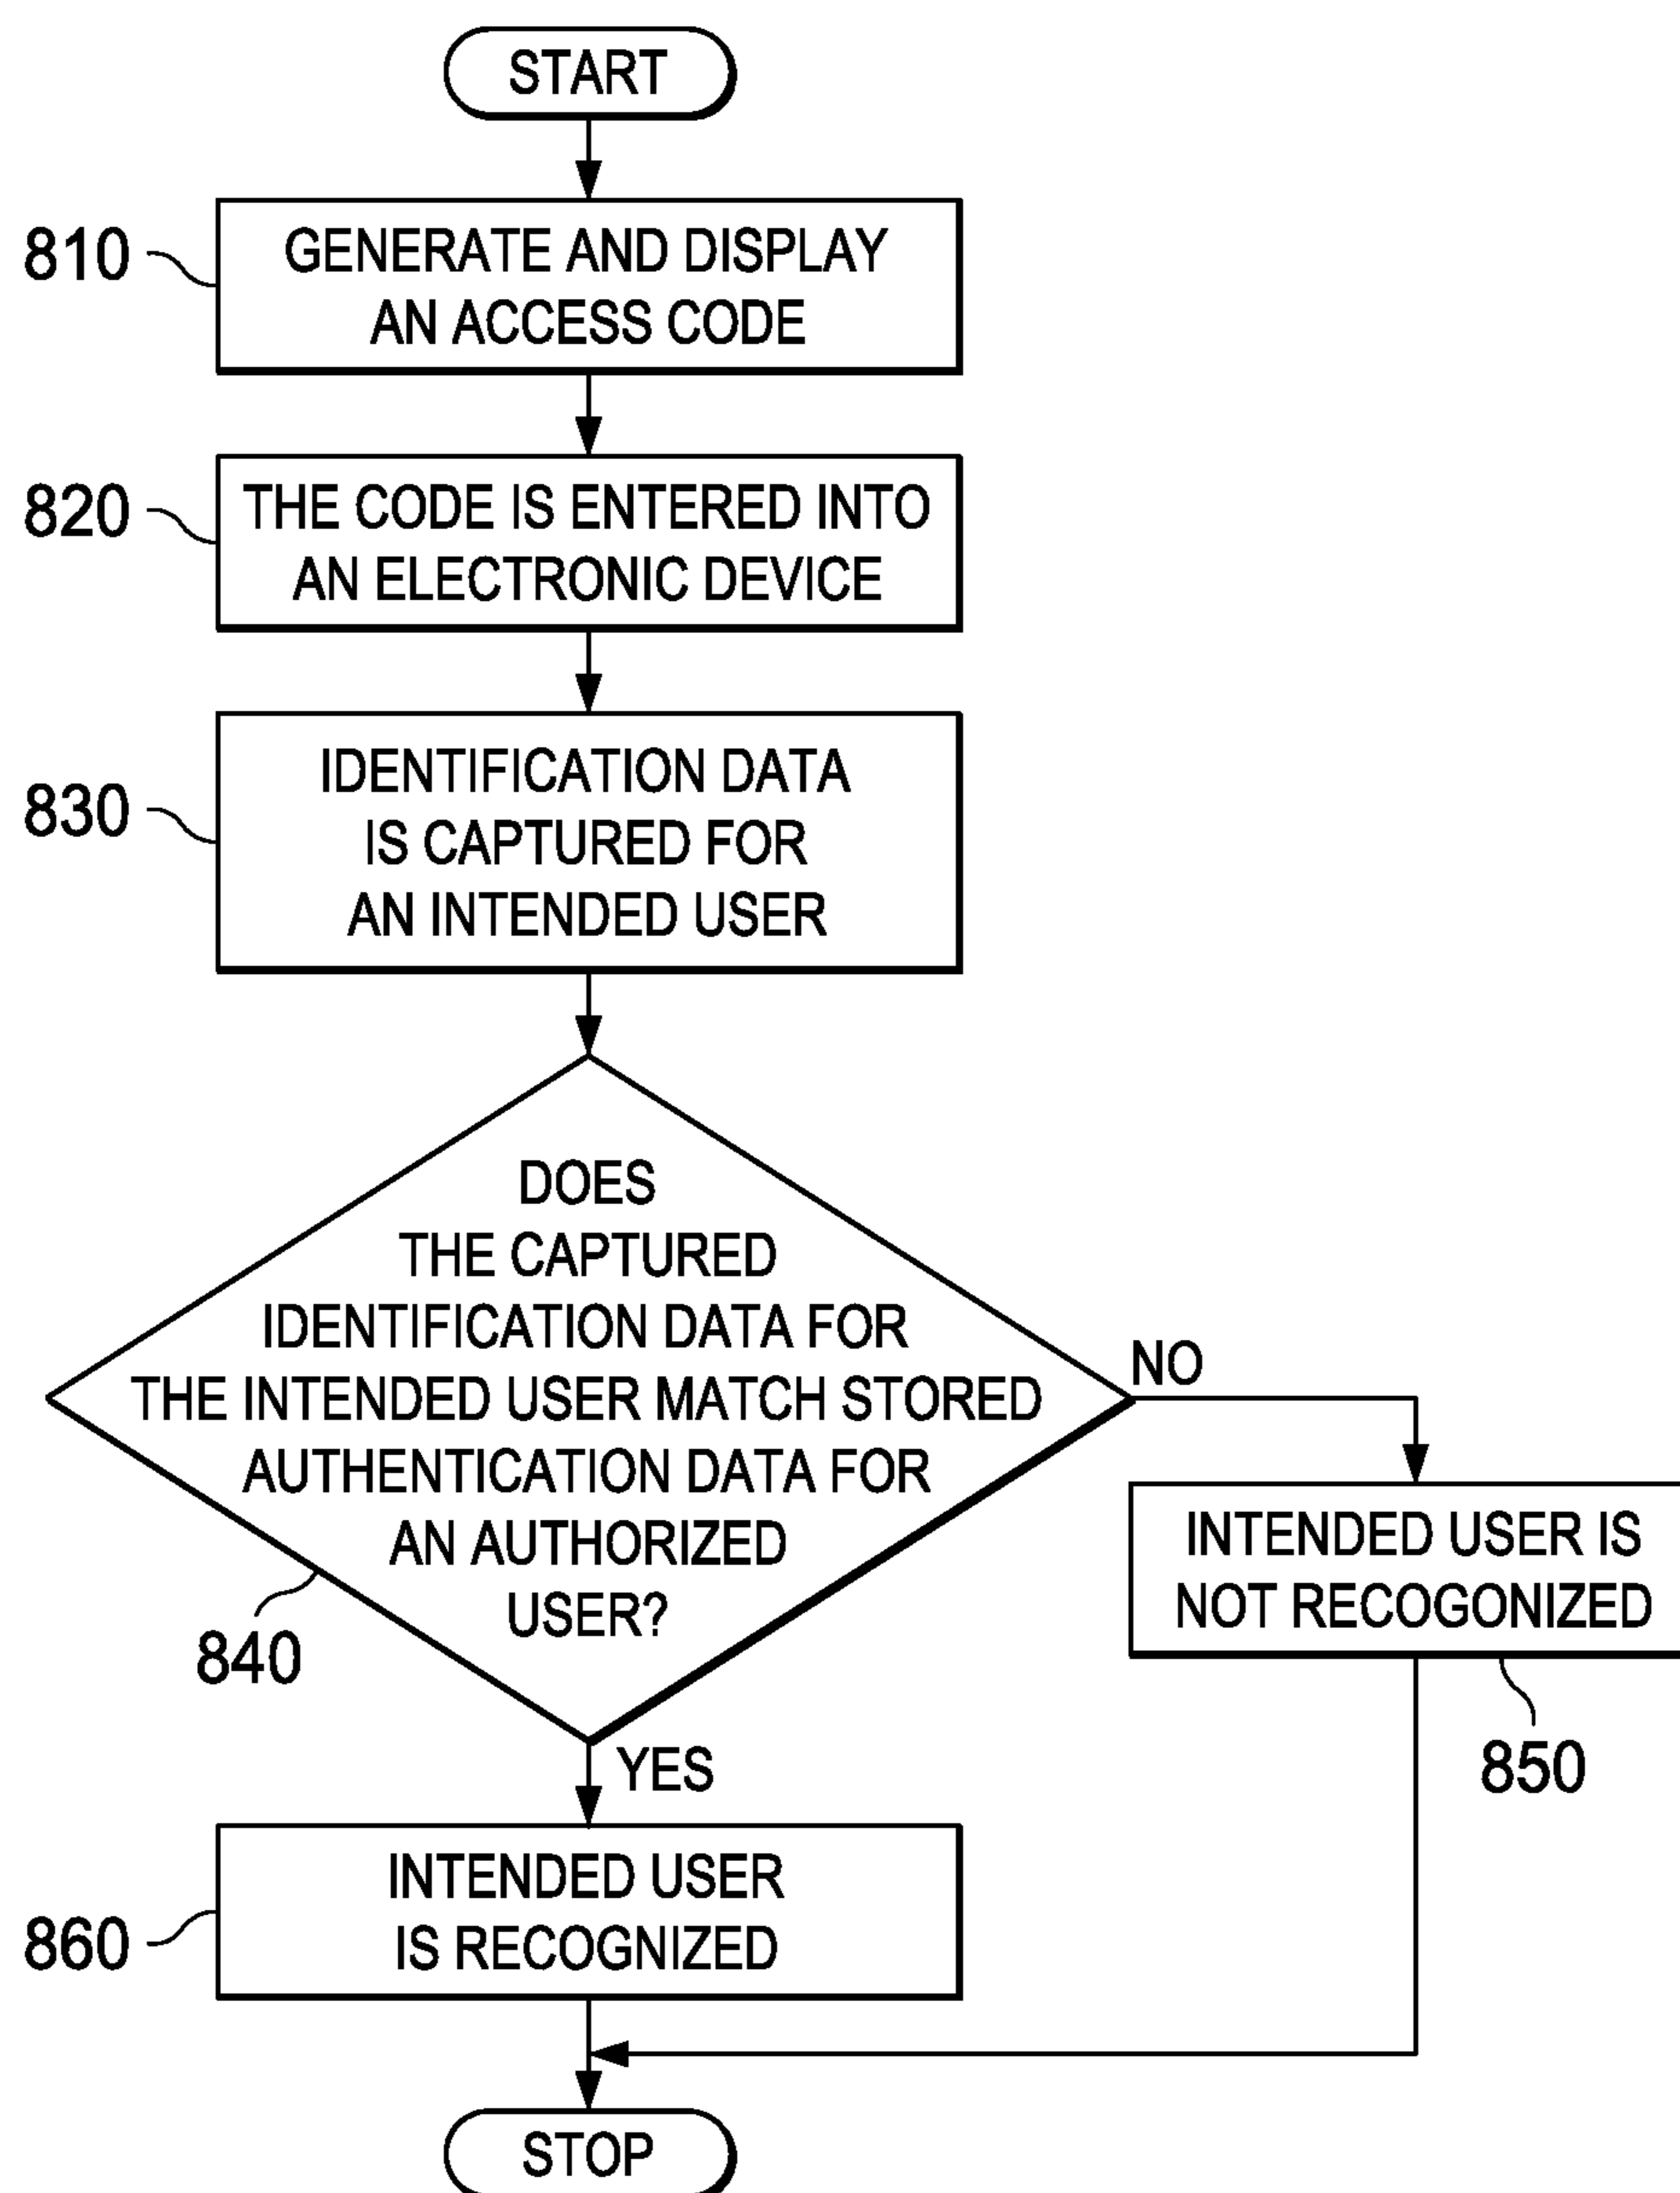 START
810
GENERATE AND DISPLAY
AN ACCESS CODE
820
THE CODE IS ENTERED INTO
AN ELECTRONIC DEVICE
830
IDENTIFICATION DATA
IS CAPTURED FOR
AN INTENDED USER
DOES
THE CAPTURED
IDENTIFICATION DATA FOR
THE INTENDED USER MATCH STORED
AUTHENTICATION DATA FOR
AN AUTHORIZED
USER?
840
NO
INTENDED USER IS
NOT RECOGONIZED
850
YES
860
INTENDED USER
IS RECOGNIZED
STOP